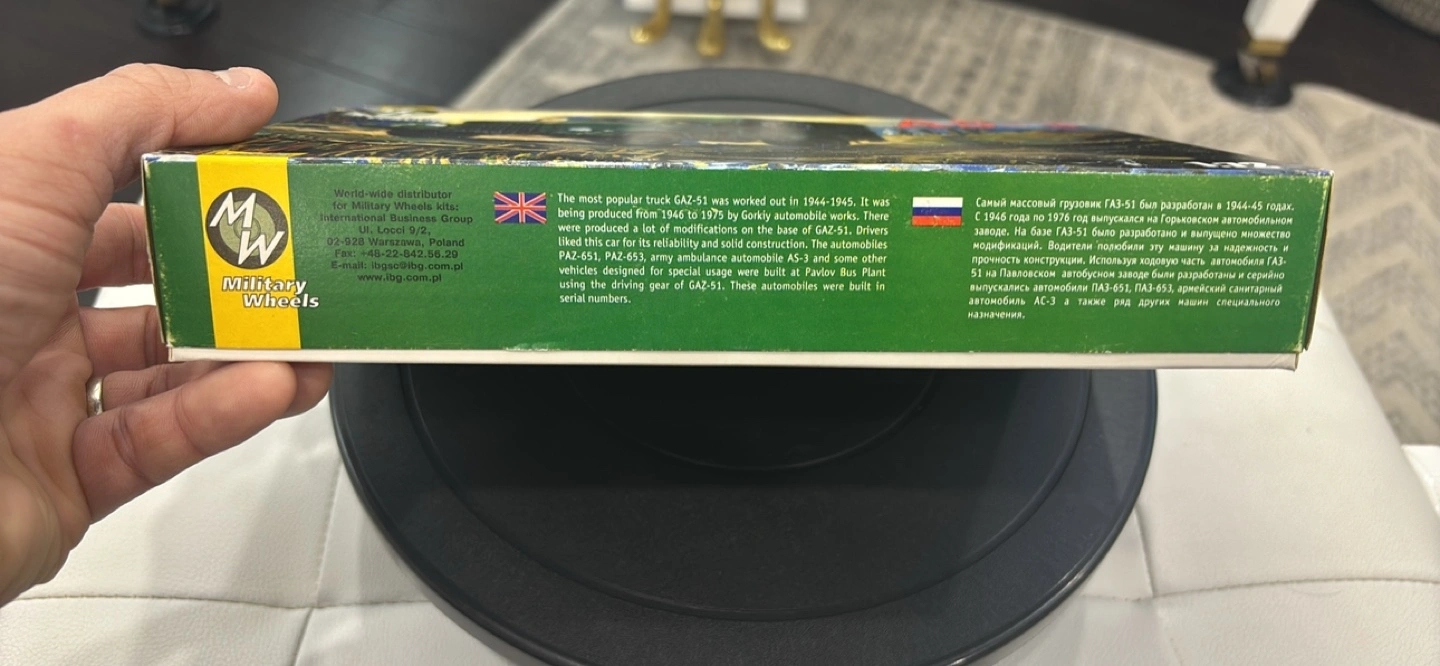 MW
Military
Wheels
World-wide distributor
for Military Wheels kits:
International Business Group
Ul. Locci 9/2,
02-928 Warszawa, Poland
Fax: +48-22-842.56.29
E-mail: ibgsc@ibg.com.pl
www.ibg.com.pl
The most popular truck GAZ-51 was worked out in 1944-1945. It was
being produced from 1946 to 1975 by Gorkiy automobile works. There
were produced a lot of modifications on the base of GAZ-51. Drivers
liked this car for its reliability and solid construction. The automobiles
PAZ-651, PAZ-653, army ambulance automobile AS-3 and some other
vehicles designed for special usage were built at Pavlov Bus Plant
using the driving gear of GAZ-51. These automobiles were built in
serial numbers.
Самый массовый грузовик ГАЗ-51 был разработан в 1944-45 годах.
С 1946 года по 1976 год выпускался на Горьковском автомобильном
заводе. На базе ГАЗ-51 было разработано и выпущено множество
модификаций. Водители полюбили эту машину за надежность и
прочность конструкции. Используя ходовую часть автомобиля ГАЗ-
51 на Павловском автобусном заводе были разработаны и серийно
выпускались автомобили ПАЗ-651, ПАЗ-653, армейский санитарный
автомобиль АС-3 а также ряд других машин специального
назначения.